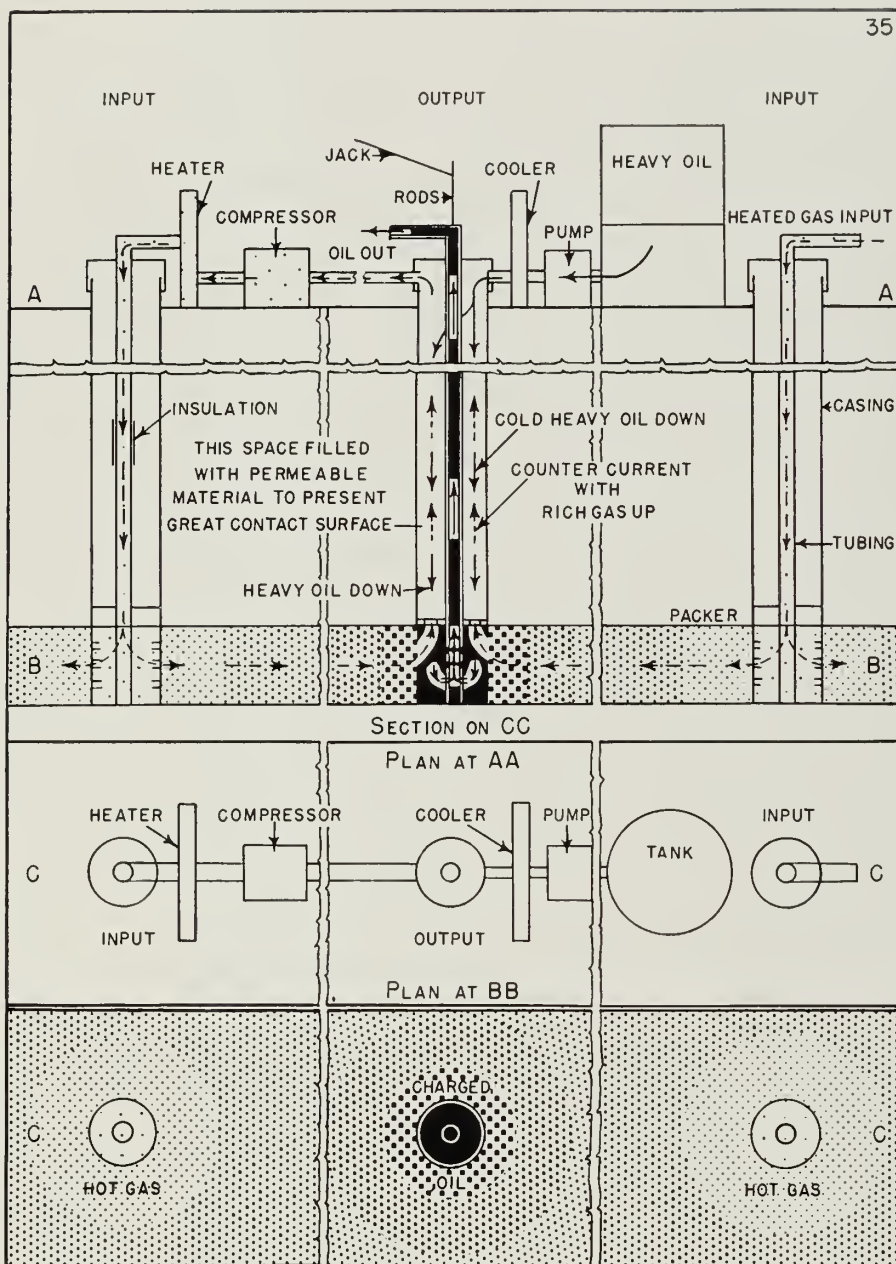 35
INPUT
OUTPUT
INPUT
JACK
HEATER
RODS
COOLER
HEAVY OIL
COMPRESSOR
PUMP
HEATED GAS INPUT
OIL OUT
A
A
INSULATION
THIS SPACE FILLED
WITH PERMEABLE
MATERIAL TO PRESENT
GREAT CONTACT SURFACE
COLD HEAVY OIL DOWN
COUNTER CURRENT
WITH
RICH GAS UP
CASING
TUBING
HEAVY OIL DOWN
PACKER
B
B
SECTION ON CC
PLAN AT AA
HEATER
COMPRESSOR
COOLER
PUMP
INPUT
TANK
C
C
INPUT
OUTPUT
PLAN AT BB
CHARGED
C
C
HOT GAS
OIL
HOT GAS